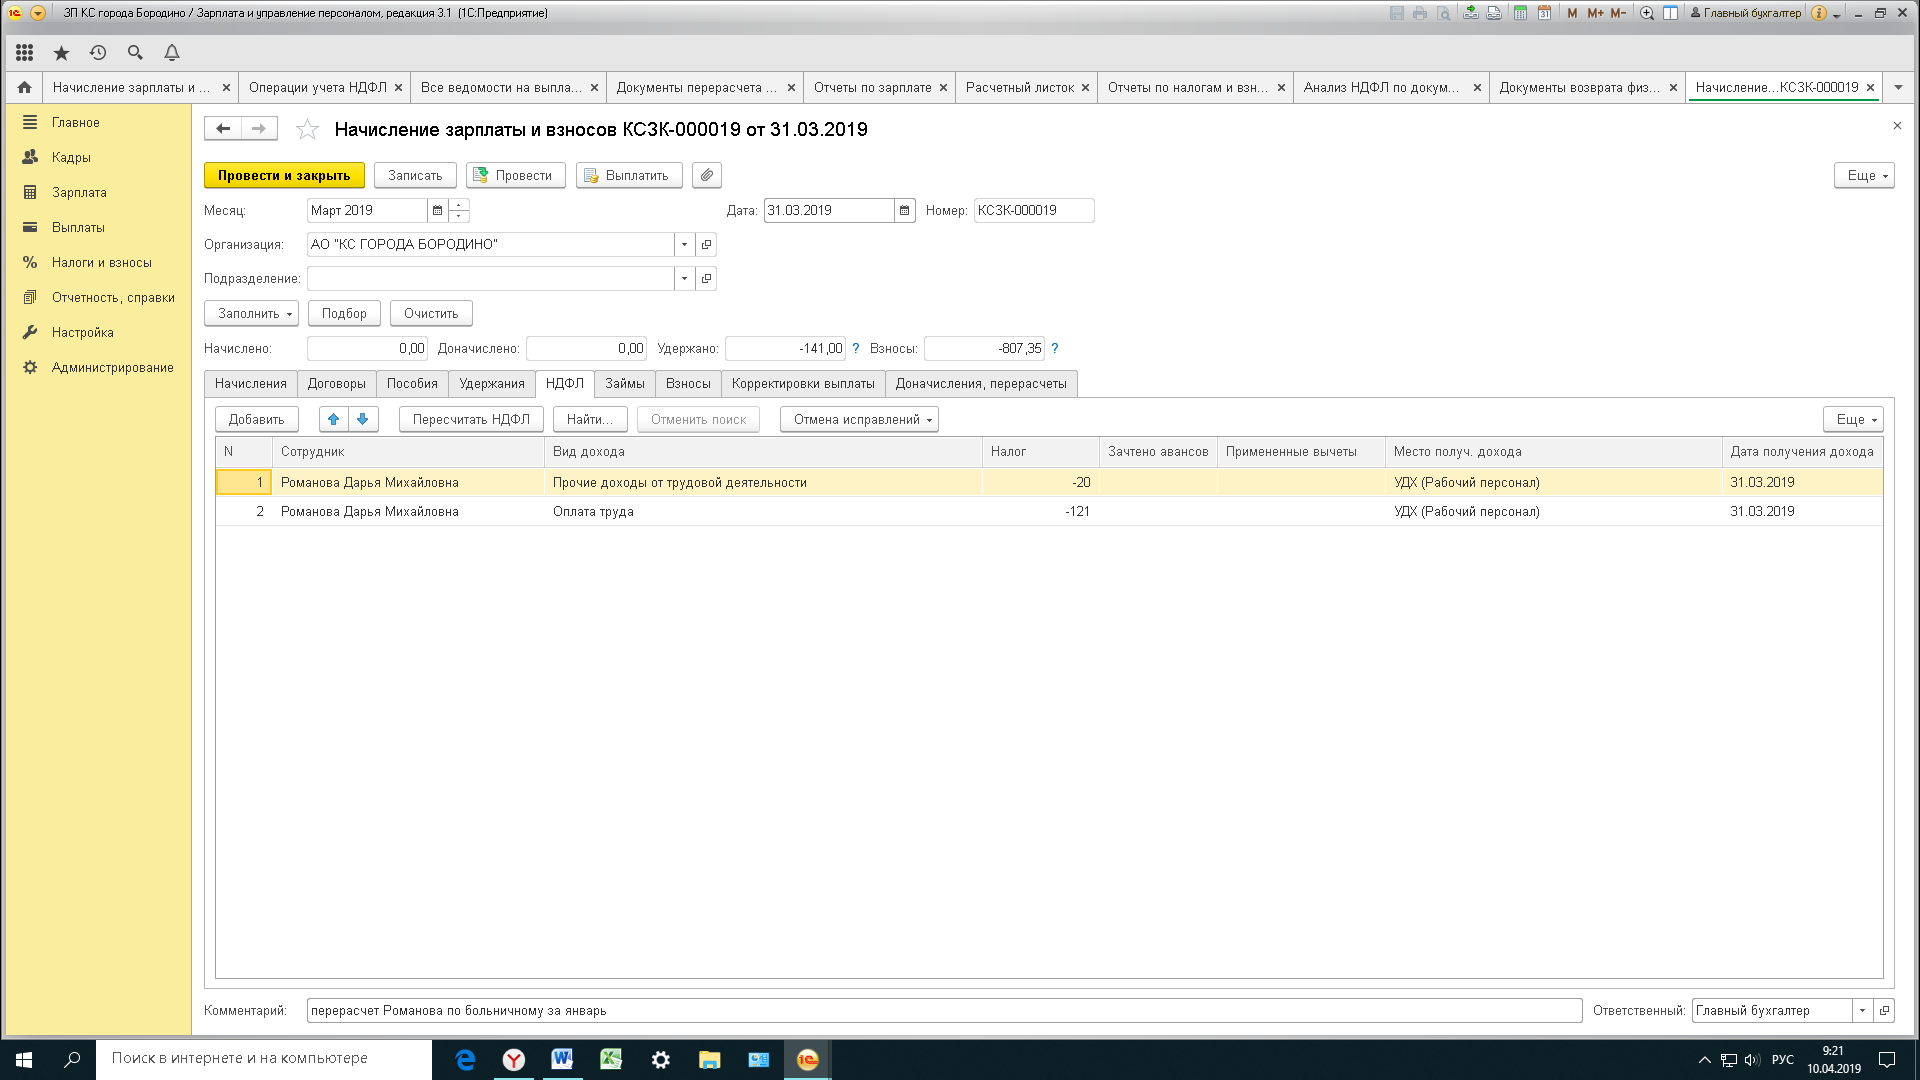 ЗП КС города Бородино / Зарплата и управление персоналом, редакция 3.1 (1С:Предприятие)
M M+ M- Главный бухгалтер
Начисление зарплаты и ... Операции учета НДФЛ Все ведомости на выпла... Документы перерасчета ... Отчеты по зарплате Расчетный листок Отчеты по налогам и взн... Анализ НДФЛ по докум... Документы возврата физ... Начисление...КСЗК-000019
Главное
Кадры
Зарплата
Выплаты
Налоги и взносы
Отчетность, справки
Настройка
Администрирование
Начисление зарплаты и взносов КСЗК-000019 от 31.03.2019
Провести и закрыть Записать Провести Выплатить Еще
Месяц: Март 2019 Дата: 31.03.2019 Номер: КСЗК-000019
Организация: АО "КС ГОРОДА БОРОДИНО"
Подразделение:
Заполнить Подбор Очистить
Начислено: 0,00 Доначислено: 0,00 Удержано: -141,00 ? Взносы: -807,35 ?
Начисления Договоры Пособия Удержания НДФЛ Займы Взносы Корректировки выплаты Доначисления, перерасчеты
Добавить Пересчитать НДФЛ Найти... Отменить поиск Отмена исправлений Еще
N Сотрудник Вид дохода Налог Зачтено авансов Примененные вычеты Место получ. дохода Дата получения дохода
1 Романова Дарья Михайловна Прочие доходы от трудовой деятельности -20 УДХ (Рабочий персонал) 31.03.2019
2 Романова Дарья Михайловна Оплата труда -121 УДХ (Рабочий персонал) 31.03.2019
Комментарий: перерасчет Романова по больничному за январь Ответственный: Главный бухгалтер
Поиск в интернете и на компьютере
РУС
9:21
10.04.2019